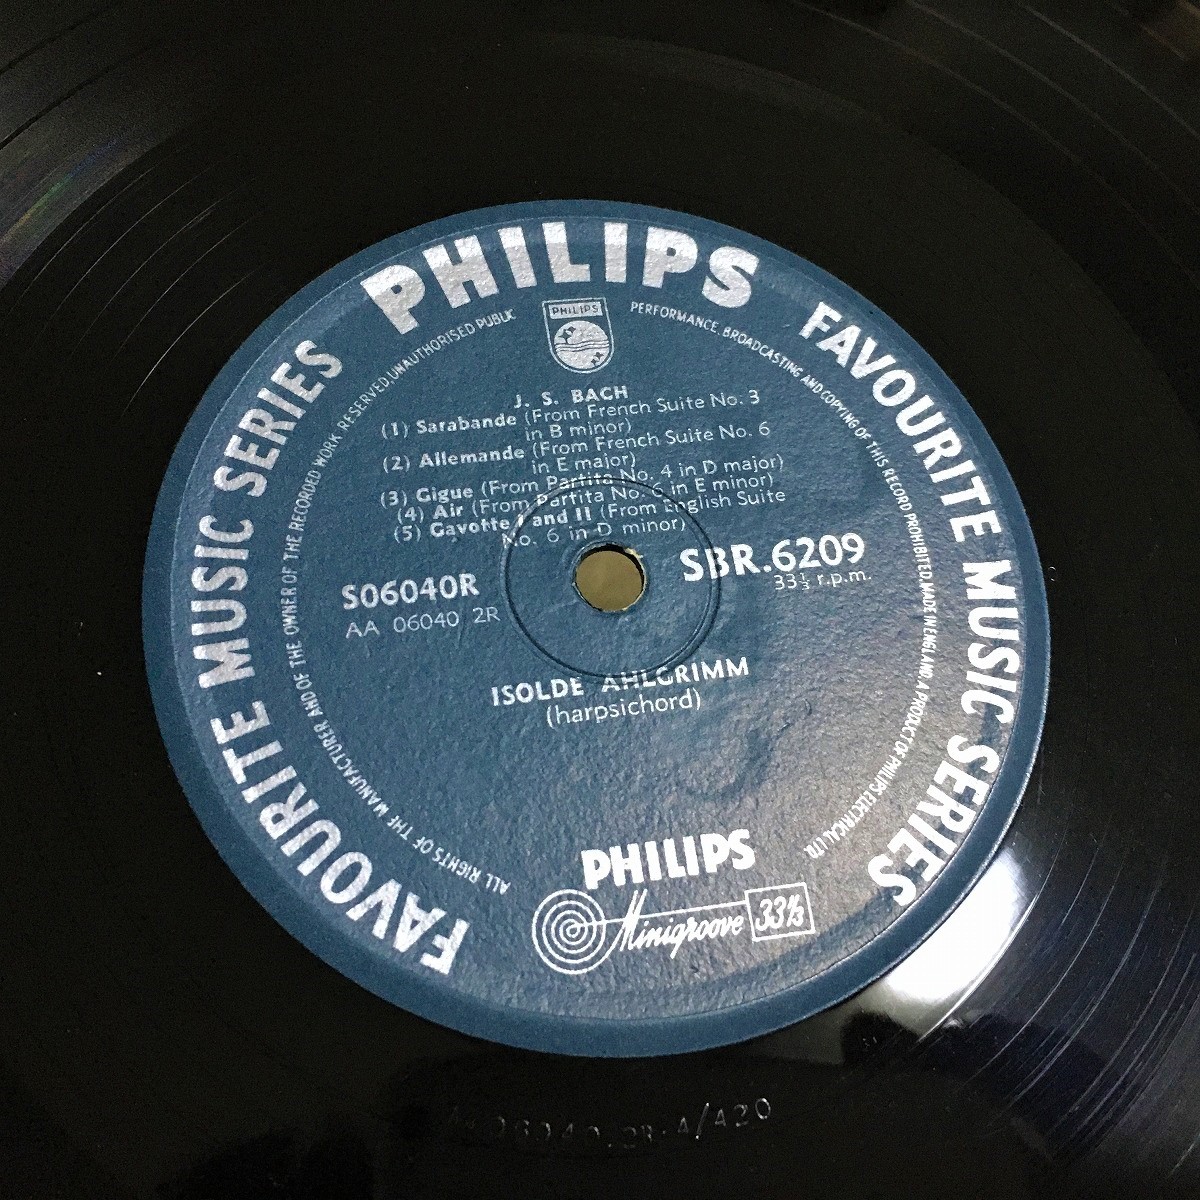 PHILIPS
FAVOURITE MUSIC SERIES
FAVOURITE MUSIC SERIES
ALL RIGHTS OF THE MANUFACTURER AND OF THE OWNER OF THE RECORDED WORK RESERVED. UNAUTHORISED PUBLIC
PERFORMANCE, BROADCASTING AND COPYING OF THIS RECORD PROHIBITED. MADE IN ENGLAND. A PRODUCT OF PHILIPS ELECTRICAL LTD.
PHILIPS
J. S. BACH
(1) Sarabande (From French Suite No. 3
in B minor)
(2) Allemande (From French Suite No. 6
in E major)
(3) Gigue (From Partita No. 4 in D major)
(4) Air (From Partita No. 6 in E minor)
(5) Gavotte I and II (From English Suite
No. 6 in D minor)
S06040R
AA 06040 2R
SBR.6209
33⅓ r.p.m.
ISOLDE AHLGRIMM
(harpsichord)
PHILIPS
Minigroove 33⅓
AA 06040.2R-A/420